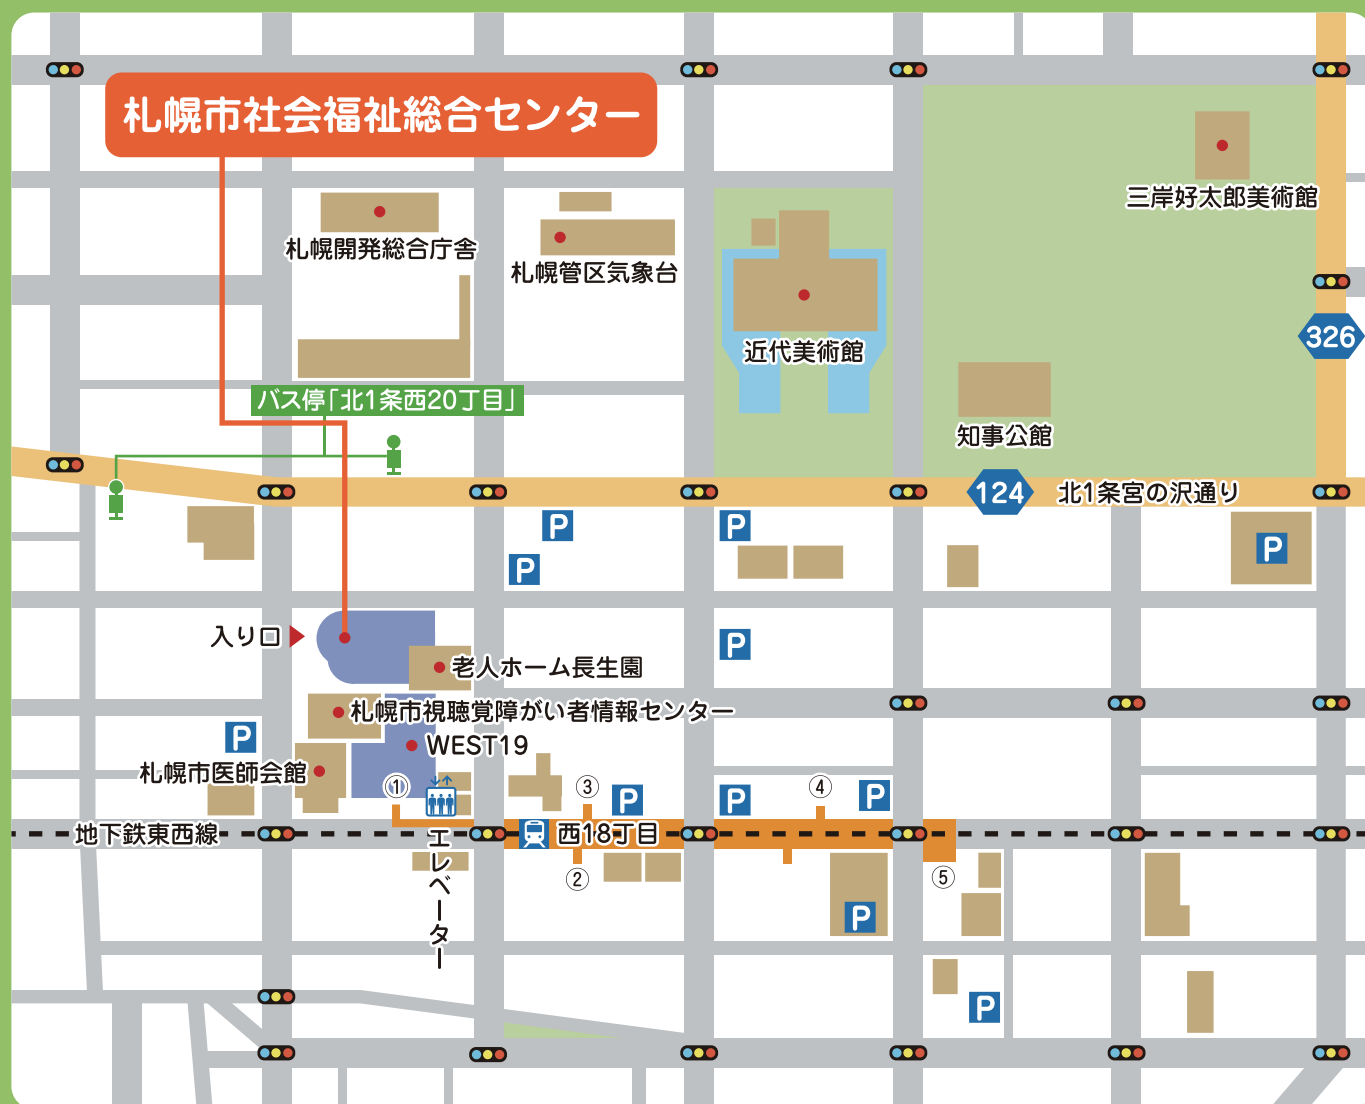 札幌市社会福祉総合センター
三岸好太郎美術館
札幌開発総合庁舎
札幌管区気象台
326
近代美術館
バス停「北1条西20丁目」
知事公館
124
北1条宮の沢通り
P
P
P
P
入り口
P
老人ホーム長生園
札幌市視聴覚障がい者情報センター
P
WEST19
札幌市医師会館
①
③
P
P
④
P
地下鉄東西線
西18丁目
エレベーター
②
⑤
P
P